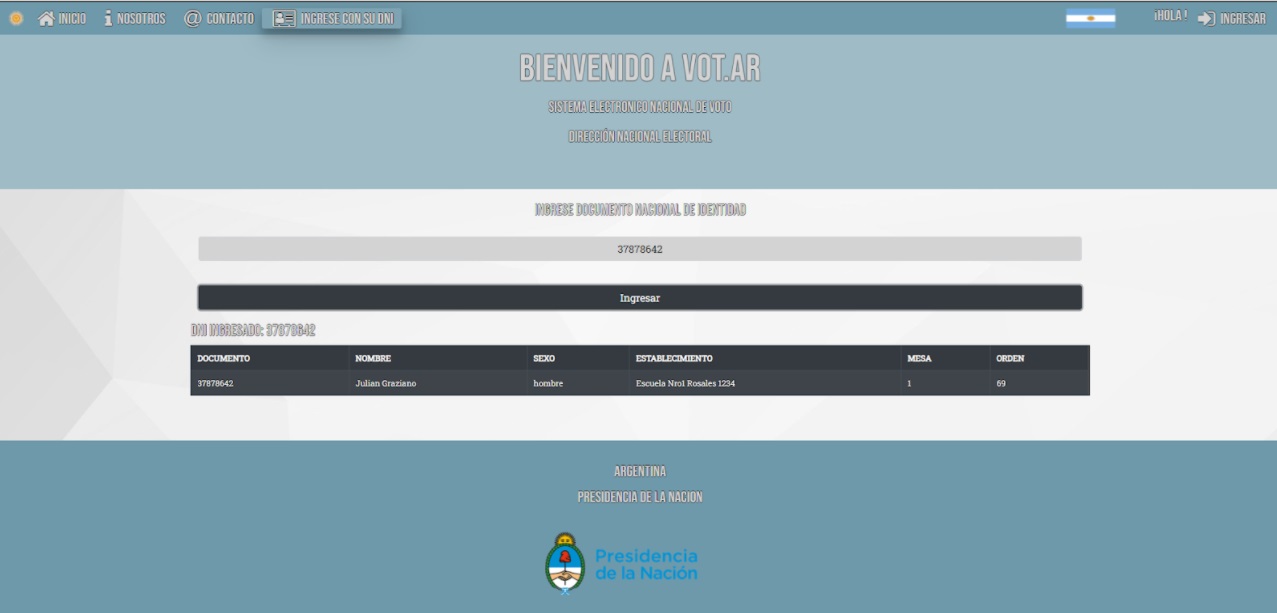 INICIO NOSOTROS @ CONTACTO INGRESE CON SU DNI ¡HOLA! INGRESAR
BIENVENIDO A VOT.AR
SISTEMA ELECTRONICO NACIONAL DE VOTO
DIRECCIÓN NACIONAL ELECTORAL
INGRESE DOCUMENTO NACIONAL DE IDENTIDAD
37878642
Ingresar
DNI INGRESADO: 37878642
DOCUMENTO NOMBRE SEXO ESTABLECIMIENTO MESA ORDEN
37878642 Julian Graziano hombre Escuela Nro1 Rosales 1234 1 69
ARGENTINA
PRESIDENCIA DE LA NACION
Presidencia
de la Nación